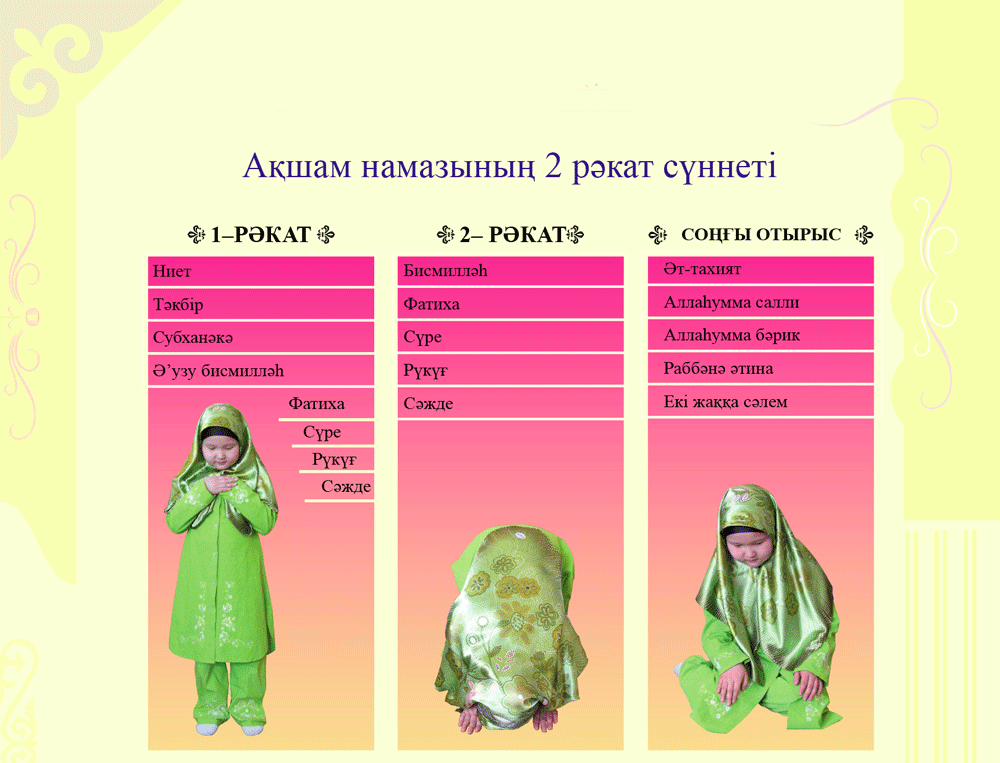 Ақшам намазының 2 рәкат сүннеті
1–РӘКАТ
Ниет
Тәкбір
Субханәкә
Ә’узу бисмилләһ
Фатиха
Сүре
Рүкүғ
Сәжде
2– РӘКАТ
Бисмилләһ
Фатиха
Сүре
Рүкүғ
Сәжде
СОҢҒЫ ОТЫРЫС
Әт-тахият
Аллаһумма салли
Аллаһумма бәрик
Раббәнә әтина
Екі жаққа сәлем